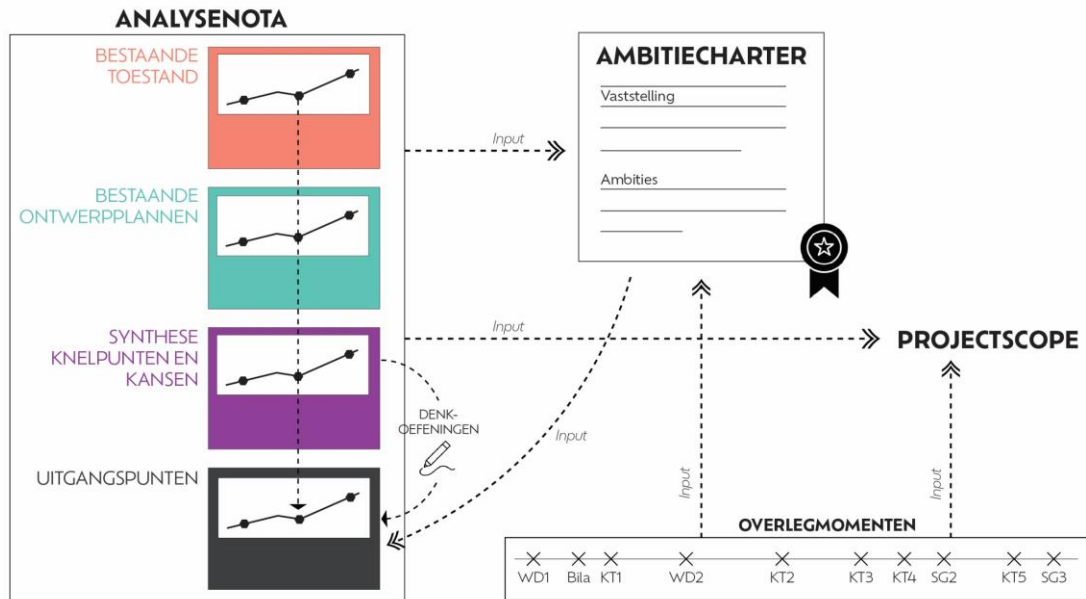 ANALYSENOTA
BESTAANDE
TOESTAND
BESTAANDE
ONTWERPPLANNEN
SYNTHESE
KNELPUNTEN EN
KANSEN
DENK-
OEFENINGEN
UITGANGSPUNTEN
Input
AMBITIECHARTER
Vaststelling
Ambities
Input
PROJECTSCOPE
Input
Input
Input
OVERLEGMOMENTEN
WD1 Bila KT1 WD2 KT2 KT3 KT4 SG2 KT5 SG3